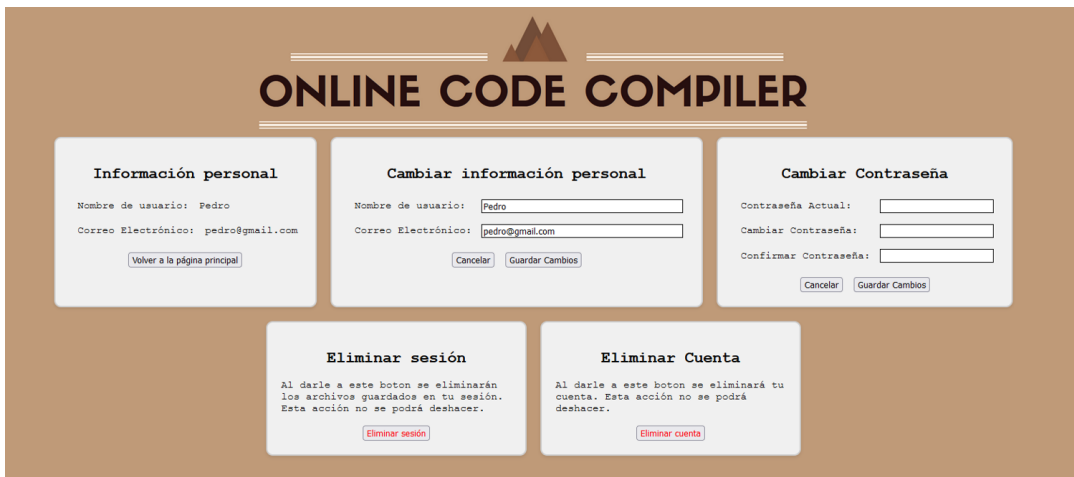 ONLINE CODE COMPILER
Información personal
Nombre de usuario: Pedro
Correo Electrónico: pedro@gmail.com
Volver a la página principal
Cambiar información personal
Nombre de usuario: Pedro
Correo Electrónico: pedro@gmail.com
Cancelar Guardar Cambios
Cambiar Contraseña
Contraseña Actual:
Cambiar Contraseña:
Confirmar Contraseña:
Cancelar Guardar Cambios
Eliminar sesión
Al darle a este boton se eliminarán
los archivos guardados en tu sesión.
Esta acción no se podrá deshacer.
Eliminar sesión
Eliminar Cuenta
Al darle a este boton se eliminará tu
cuenta. Esta acción no se podrá
deshacer.
Eliminar cuenta